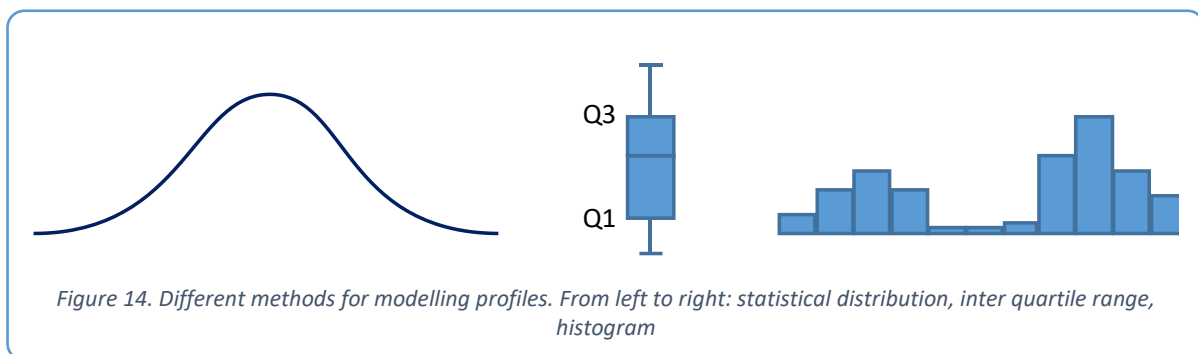 Q3
Q1
Figure 14. Different methods for modelling profiles. From left to right: statistical distribution, inter quartile range,
histogram